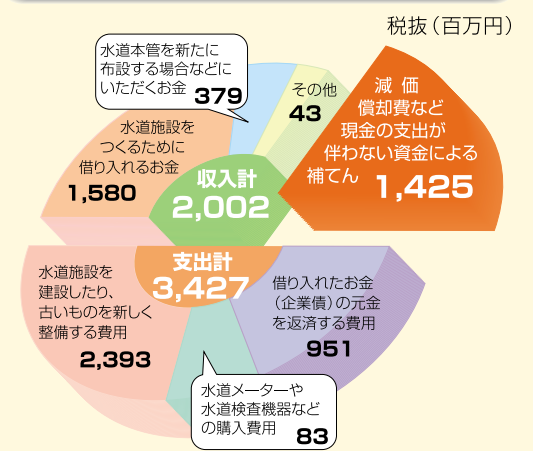 税抜（百万円）
水道本管を新たに
布設する場合などに
いただくお金 379
その他
43
減価
償却費など
現金の支出が
伴わない資金による
補てん 1,425
水道施設を
つくるために
借り入れるお金
1,580
収入計
2,002
支出計
3,427
水道施設を
建設したり、
古いものを新しく
整備する費用
2,393
借り入れたお金
（企業債）の元金
を返済する費用
951
水道メーターや
水道検査機器など
の購入費用 83